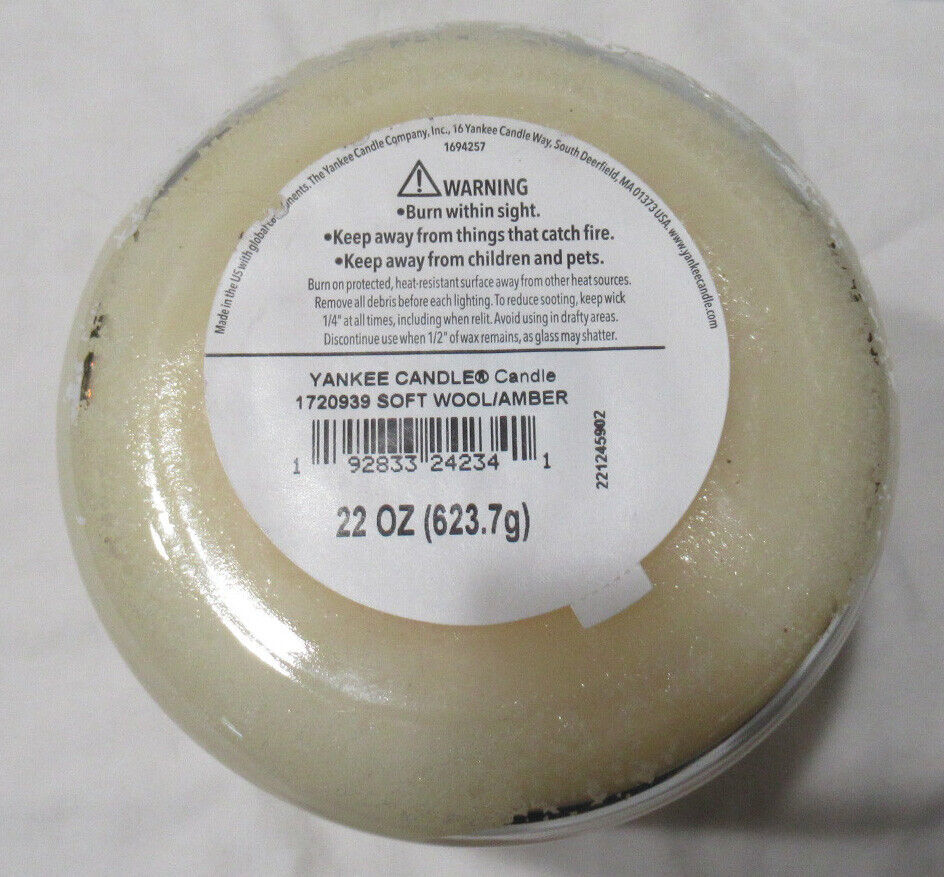 Made in the US with global components. The Yankee Candle Company, Inc., 16 Yankee Candle Way, South Deerfield, MA 01373 USA. www.yankeecandle.com
1694257
WARNING
•Burn within sight.
•Keep away from things that catch fire.
•Keep away from children and pets.
Burn on protected, heat-resistant surface away from other heat sources.
Remove all debris before each lighting. To reduce sooting, keep wick
1/4" at all times, including when relit. Avoid using in drafty areas.
Discontinue use when 1/2" of wax remains, as glass may shatter.
YANKEE CANDLE® Candle
1720939 SOFT WOOL/AMBER
1 92833 24234 1
221245902
22 OZ (623.7g)